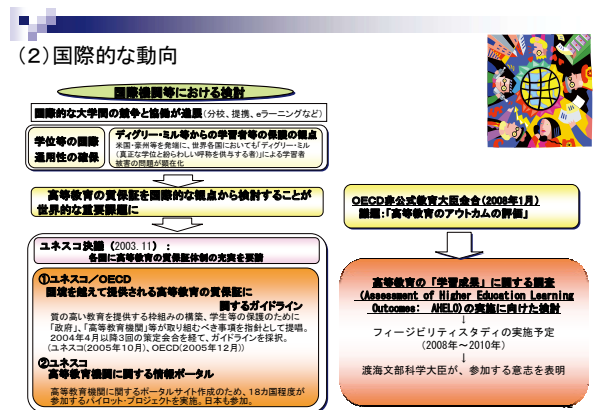 （２）国際的な動向
国際機関等における検討
国際的な大学間の競争と協働が進展(分校、提携、eラーニングなど)
学位等の国際
通用性の確保
ディグリー・ミル等からの学習者等の保護の観点
米国・豪州等を発端に、世界各国においても「ディグリー・ミル
（真正な学位と紛らわしい呼称を供与する者）」による学習者
被害の問題が顕在化
高等教育の質保証を国際的な観点から検討することが
世界的な重要課題に
ユネスコ決議（2003.11）：
各国に高等教育の質保証体制の充実を要請
①ユネスコ／OECD
国境を越えて提供される高等教育の質保証に
関するガイドライン
質の高い教育を提供する枠組みの構築、学生等の保護のために
「政府」、「高等教育機関」等が取り組むべき事項を指針として提唱。
2004年4月以降3回の策定会合を経て、ガイドラインを採択。
(ユネスコ(2005年10月)、OECD(2005年12月))
②ユネスコ
高等教育機関に関する情報ポータル
高等教育機関に関するポータルサイト作成のため、18カ国程度が
参加するパイロット・プロジェクトを実施。日本も参加。
OECD非公式教育大臣会合(2008年1月)
議題：「高等教育のアウトカムの評価」
高等教育の「学習成果」に関する調査
(Assessment of Higher Education Learning
Outcomes: AHELO)の実施に向けた検討
↓
フィージビリティスタディの実施予定
（2008年～2010年）
↓
渡海文部科学大臣が、参加する意志を表明